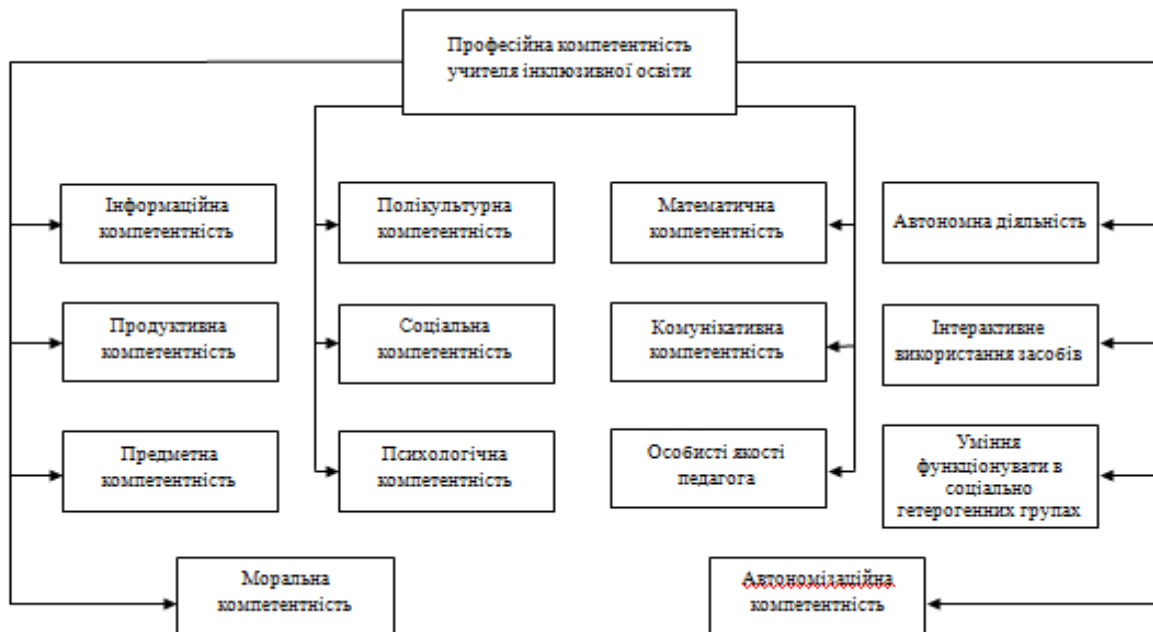 Професійна компетентність
учителя інклюзивної освіти
Інформаційна
компетентність
Полікультурна
компетентність
Математична
компетентність
Автономна діяльність
Продуктивна
компетентність
Соціальна
компетентність
Комунікативна
компетентність
Інтерактивне
використання засобів
Предметна
компетентність
Психологічна
компетентність
Особисті якості
педагога
Уміння
функціонувати в
соціально
гетерогенних групах
Моральна
компетентність
Автономізаційна
компетентність